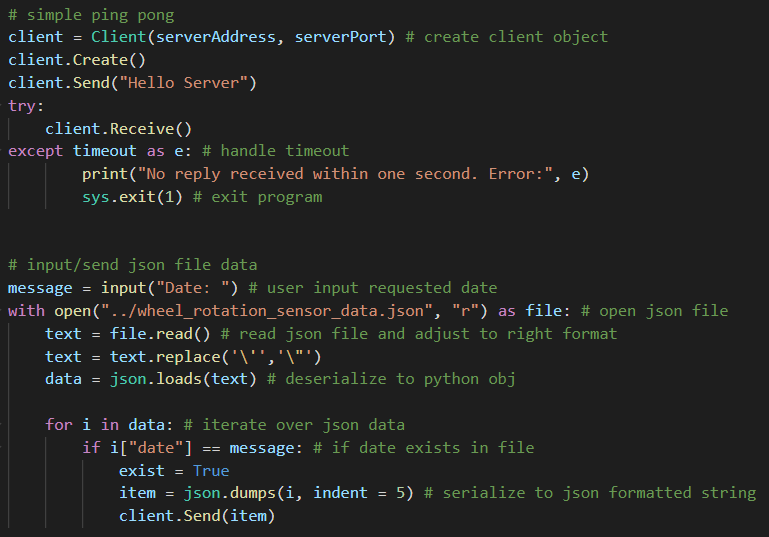 # simple ping pong
client = Client(serverAddress, serverPort) # create client object
client.Create()
client.Send("Hello Server")
try:
    client.Receive()
except timeout as e: # handle timeout
        print("No reply received within one second. Error:", e)
        sys.exit(1) # exit program
# input/send json file data
message = input("Date: ") # user input requested date
with open("../wheel_rotation_sensor_data.json", "r") as file: # open json file
    text = file.read() # read json file and adjust to right format
    text = text.replace('\'','\"')
    data = json.loads(text) # deserialize to python obj
    for i in data: # iterate over json data
        if i["date"] == message: # if date exists in file
            exist = True
            item = json.dumps(i, indent = 5) # serialize to json formatted string
            client.Send(item)